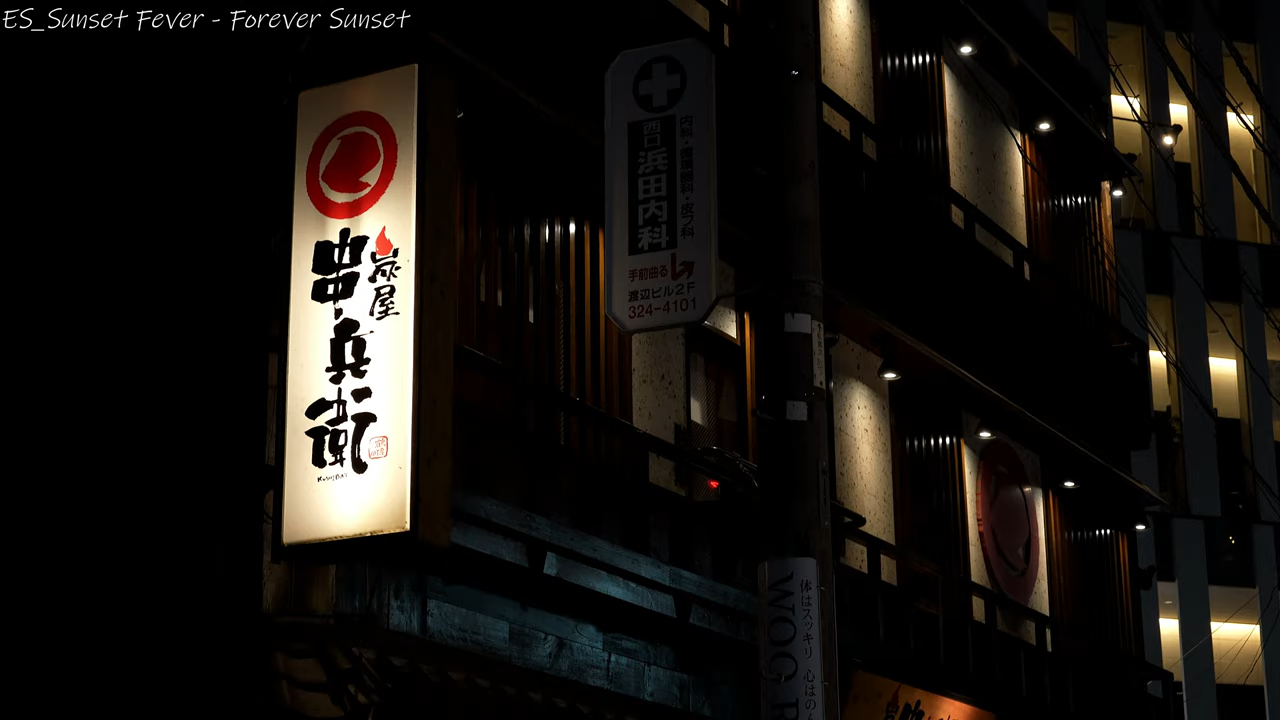 ES_Sunset Fever - Forever Sunset
炭屋
串兵衛
内科・循環器科・皮フ科
西口
浜田内科
手前曲る
渡辺ビル2F
324-4101
体はスッキリ 心はの
WOG